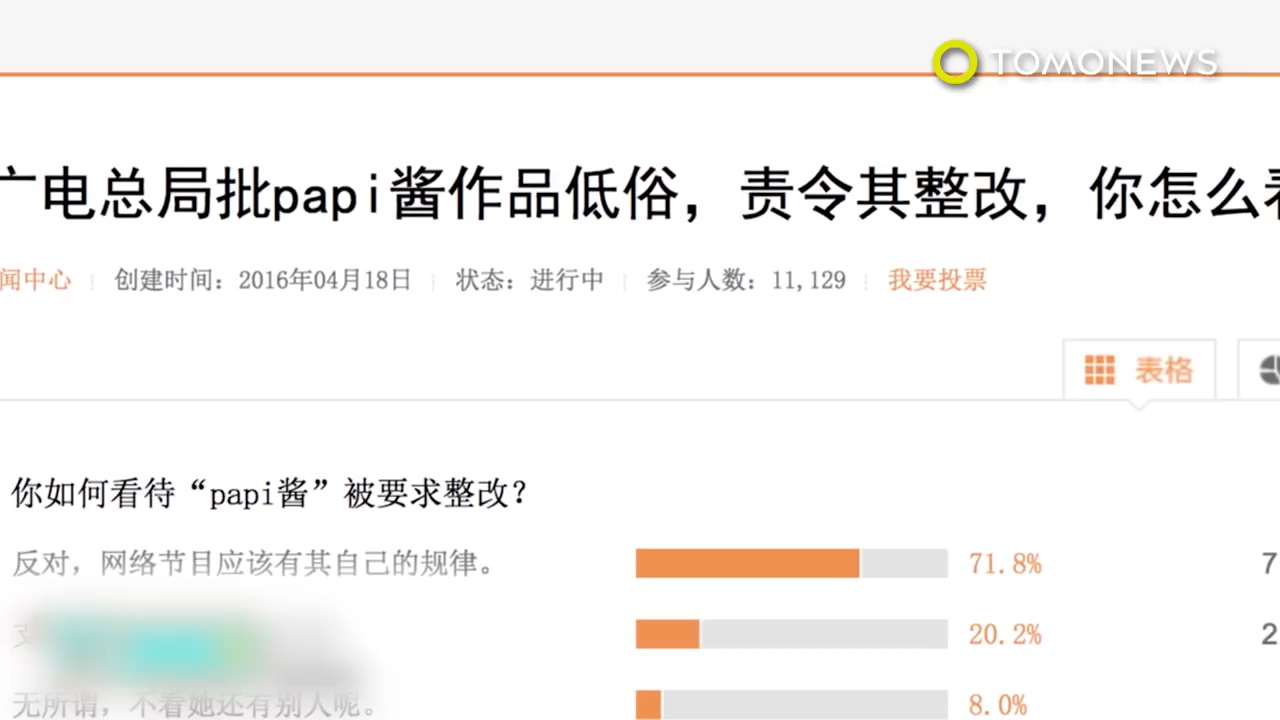 TOMONEWS
广电总局批papi酱作品低俗，责令其整改，你怎么看
闻中心 创建时间：2016年04月18日 状态：进行中 参与人数：11,129 我要投票
表格
你如何看待“papi酱”被要求整改？
反对，网络节目应该有其自己的规律。 71.8% 7
20.2% 2
无所谓，不看她还有别人呢。 8.0%